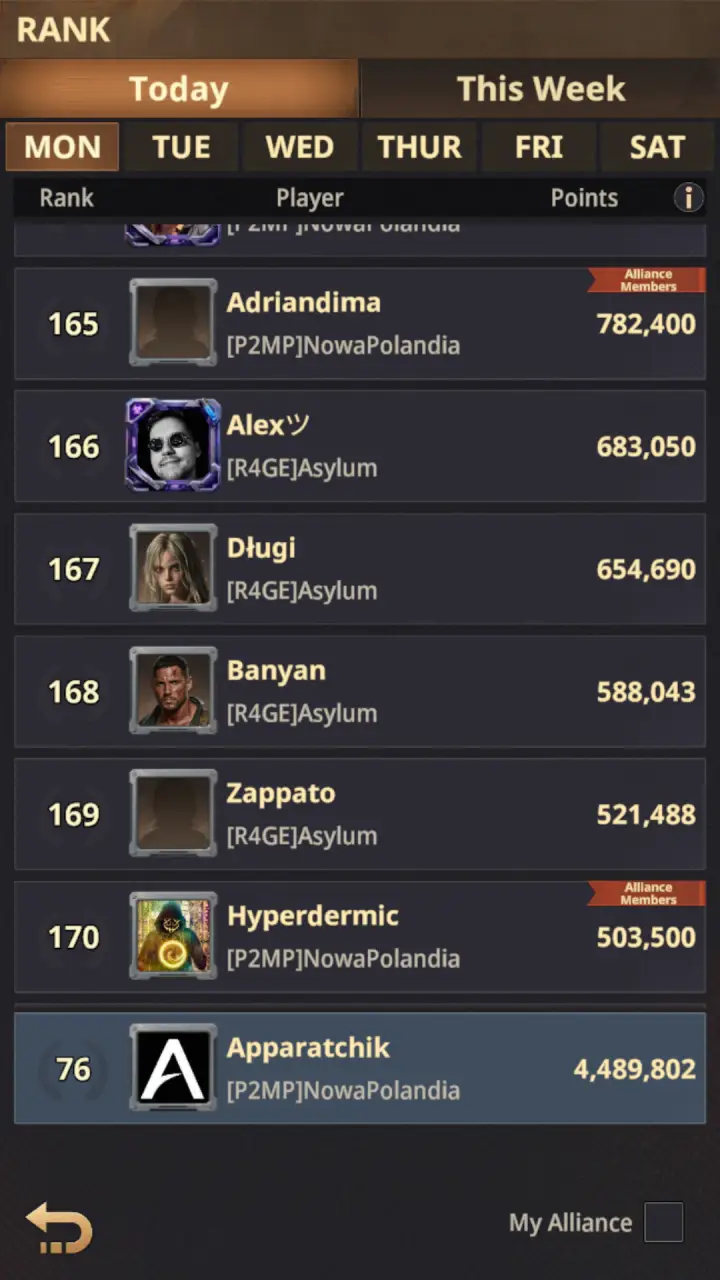 RANK
Today This Week
MON TUE WED THUR FRI SAT
Rank Player Points i
[P2MP]NowaPolandia
165 Adriandima Alliance Members 782,400
[P2MP]NowaPolandia
166 Alexツ 683,050
[R4GE]Asylum
167 Długi 654,690
[R4GE]Asylum
168 Banyan 588,043
[R4GE]Asylum
169 Zappato 521,488
[R4GE]Asylum
170 Hyperdermic Alliance Members 503,500
[P2MP]NowaPolandia
76 Apparatchik 4,489,802
[P2MP]NowaPolandia
My Alliance